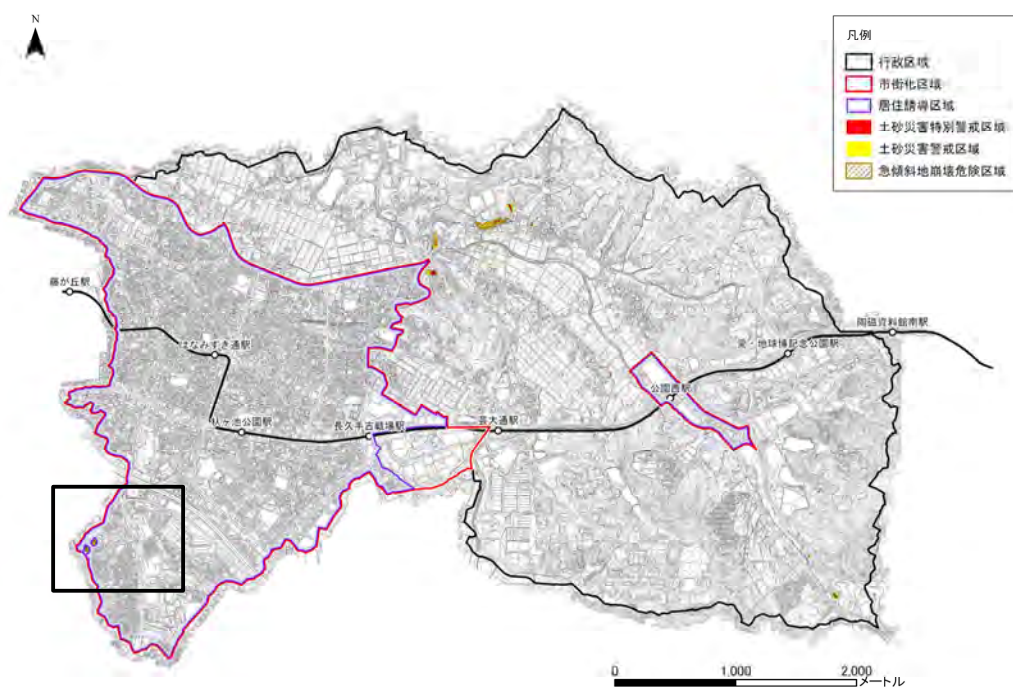 N
凡例
行政区域
市街化区域
居住誘導区域
土砂災害特別警戒区域
土砂災害警戒区域
急傾斜地崩壊危険区域
藤が丘駅
はなみずき通駅
杁ヶ池公園駅
長久手古戦場駅
芸大通駅
公園西駅
愛・地球博記念公園駅
陶磁資料館南駅
0
1,000
2,000
メートル